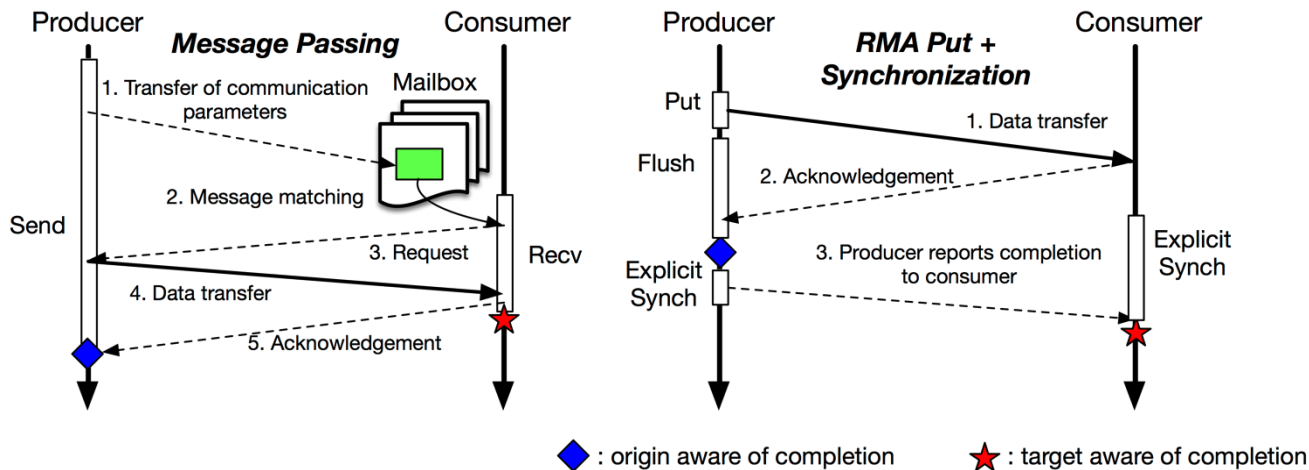 Producer
Consumer
Message Passing
1. Transfer of communication
parameters
Mailbox
2. Message matching
Send
3. Request
Recv
4. Data transfer
5. Acknowledgement
Producer
Consumer
RMA Put +
Synchronization
Put
1. Data transfer
Flush
2. Acknowledgement
3. Producer reports completion
to consumer
Explicit
Synch
Explicit
Synch
: origin aware of completion
: target aware of completion